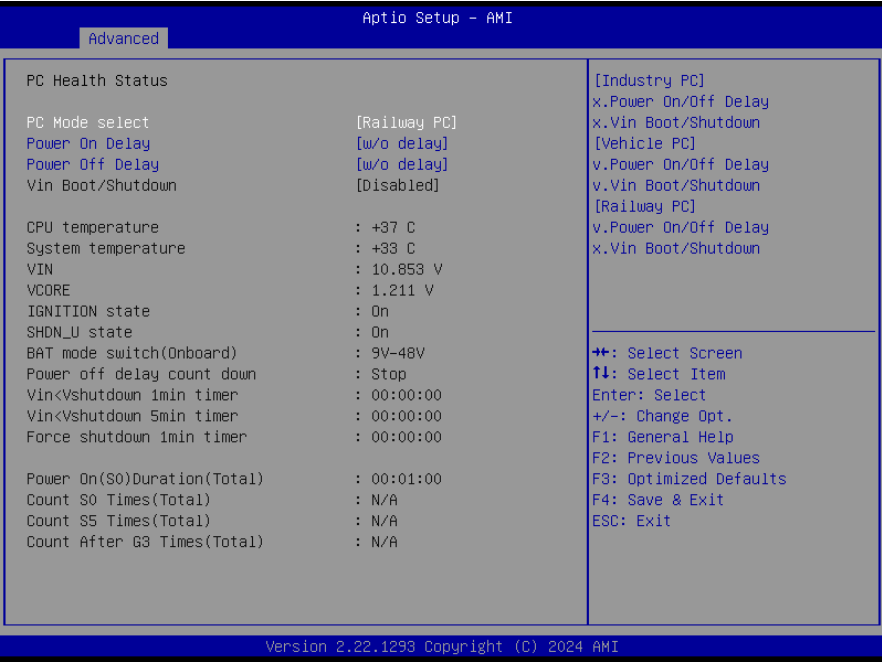 Aptio Setup - AMI
Advanced
PC Health Status
PC Mode select [Railway PC]
Power On Delay [w/o delay]
Power Off Delay [w/o delay]
Vin Boot/Shutdown [Disabled]
CPU temperature : +37 C
System temperature : +33 C
VIN : 10.853 V
VCORE : 1.211 V
IGNITION state : On
SHDN_U state : On
BAT mode switch(Onboard) : 9V-48V
Power off delay count down : Stop
Vin<Vshutdown 1min timer : 00:00:00
Vin<Vshutdown 5min timer : 00:00:00
Force shutdown 1min timer : 00:00:00
Power On(S0)Duration(Total) : 00:01:00
Count S0 Times(Total) : N/A
Count S5 Times(Total) : N/A
Count After G3 Times(Total) : N/A
[Industry PC]
x.Power On/Off Delay
x.Vin Boot/Shutdown
[Vehicle PC]
v.Power On/Off Delay
v.Vin Boot/Shutdown
[Railway PC]
v.Power On/Off Delay
x.Vin Boot/Shutdown
→←: Select Screen
↑↓: Select Item
Enter: Select
+/-: Change Opt.
F1: General Help
F2: Previous Values
F3: Optimized Defaults
F4: Save & Exit
ESC: Exit
Version 2.22.1293 Copyright (C) 2024 AMI